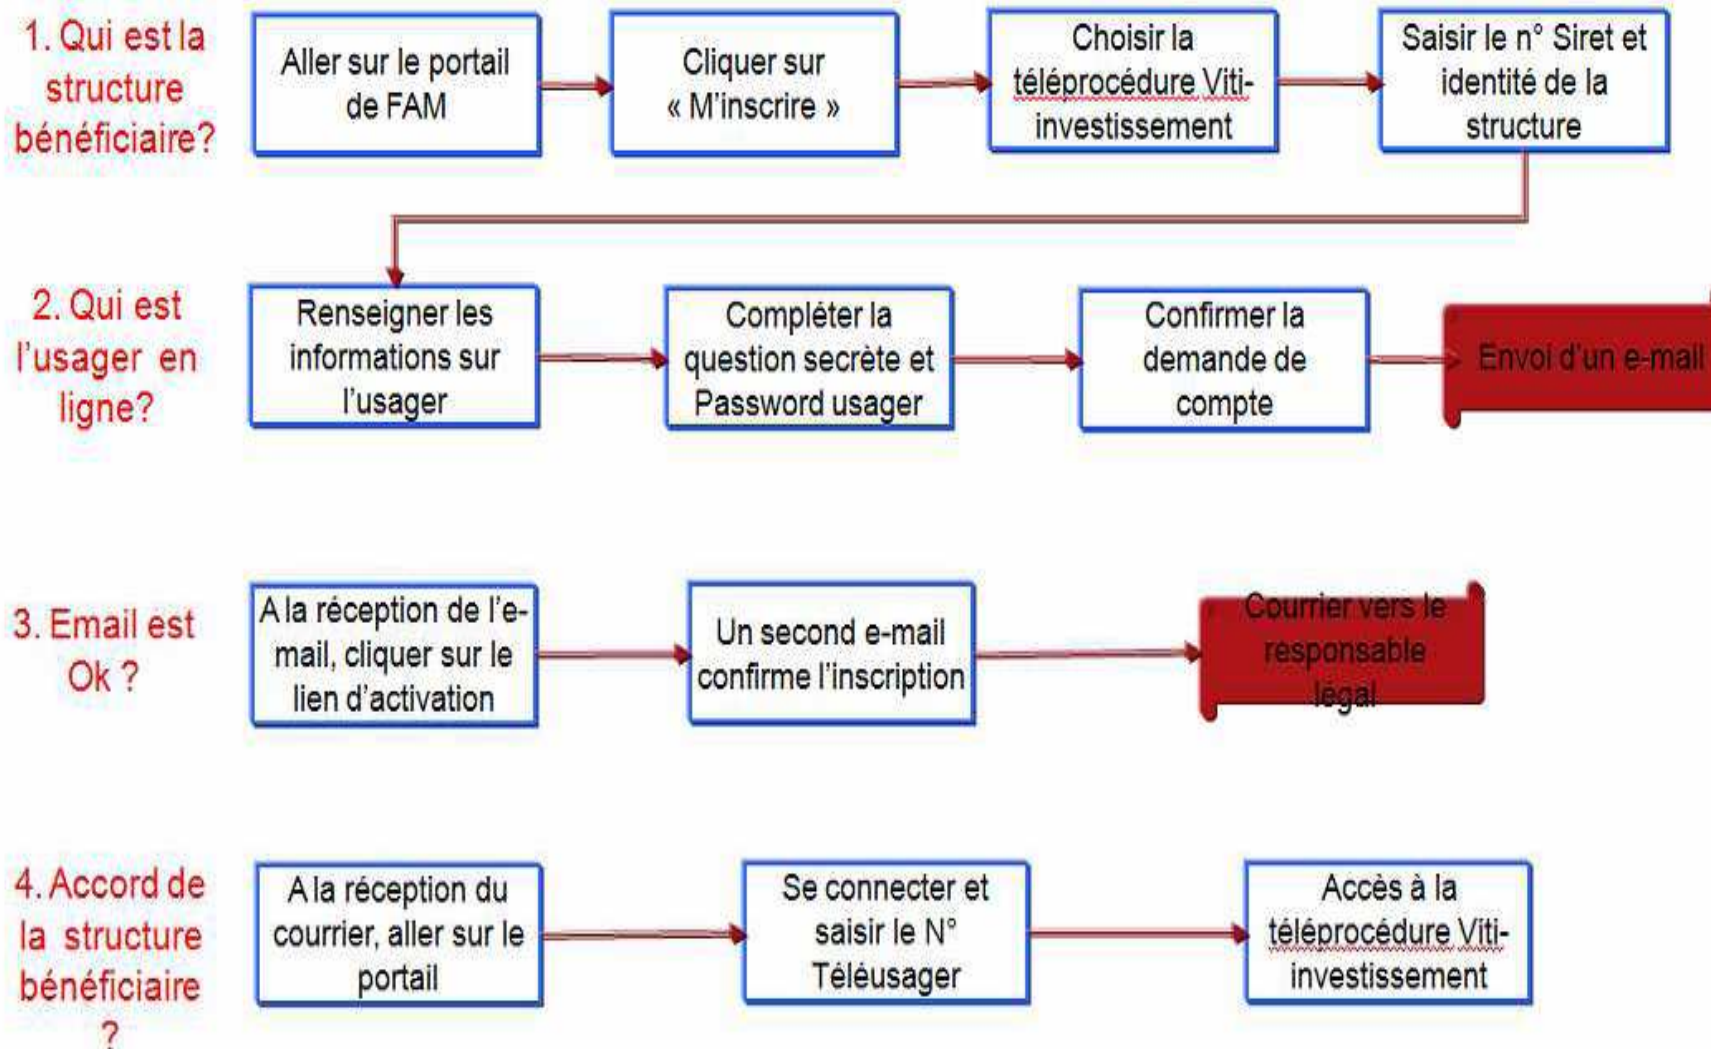 1. Qui est la
structure
bénéficiaire?
Aller sur le portail
de FAM
Cliquer sur
« M'inscrire »
Choisir la
téléprocédure Viti-
investissement
Saisir le n° Siret et
identité de la
structure
2. Qui est
l'usager en
ligne?
Renseigner les
informations sur
l'usager
Compléter la
question secrète et
Password usager
Confirmer la
demande de
compte
Envoi d'un e-mail
3. Email est
Ok ?
A la réception de l'e-
mail, cliquer sur le
lien d'activation
Un second e-mail
confirme l'inscription
Courrier vers le
responsable
légal
4. Accord de
la structure
bénéficiaire
?
A la réception du
courrier, aller sur le
portail
Se connecter et
saisir le N°
Téléusager
Accès à la
téléprocédure Viti-
investissement